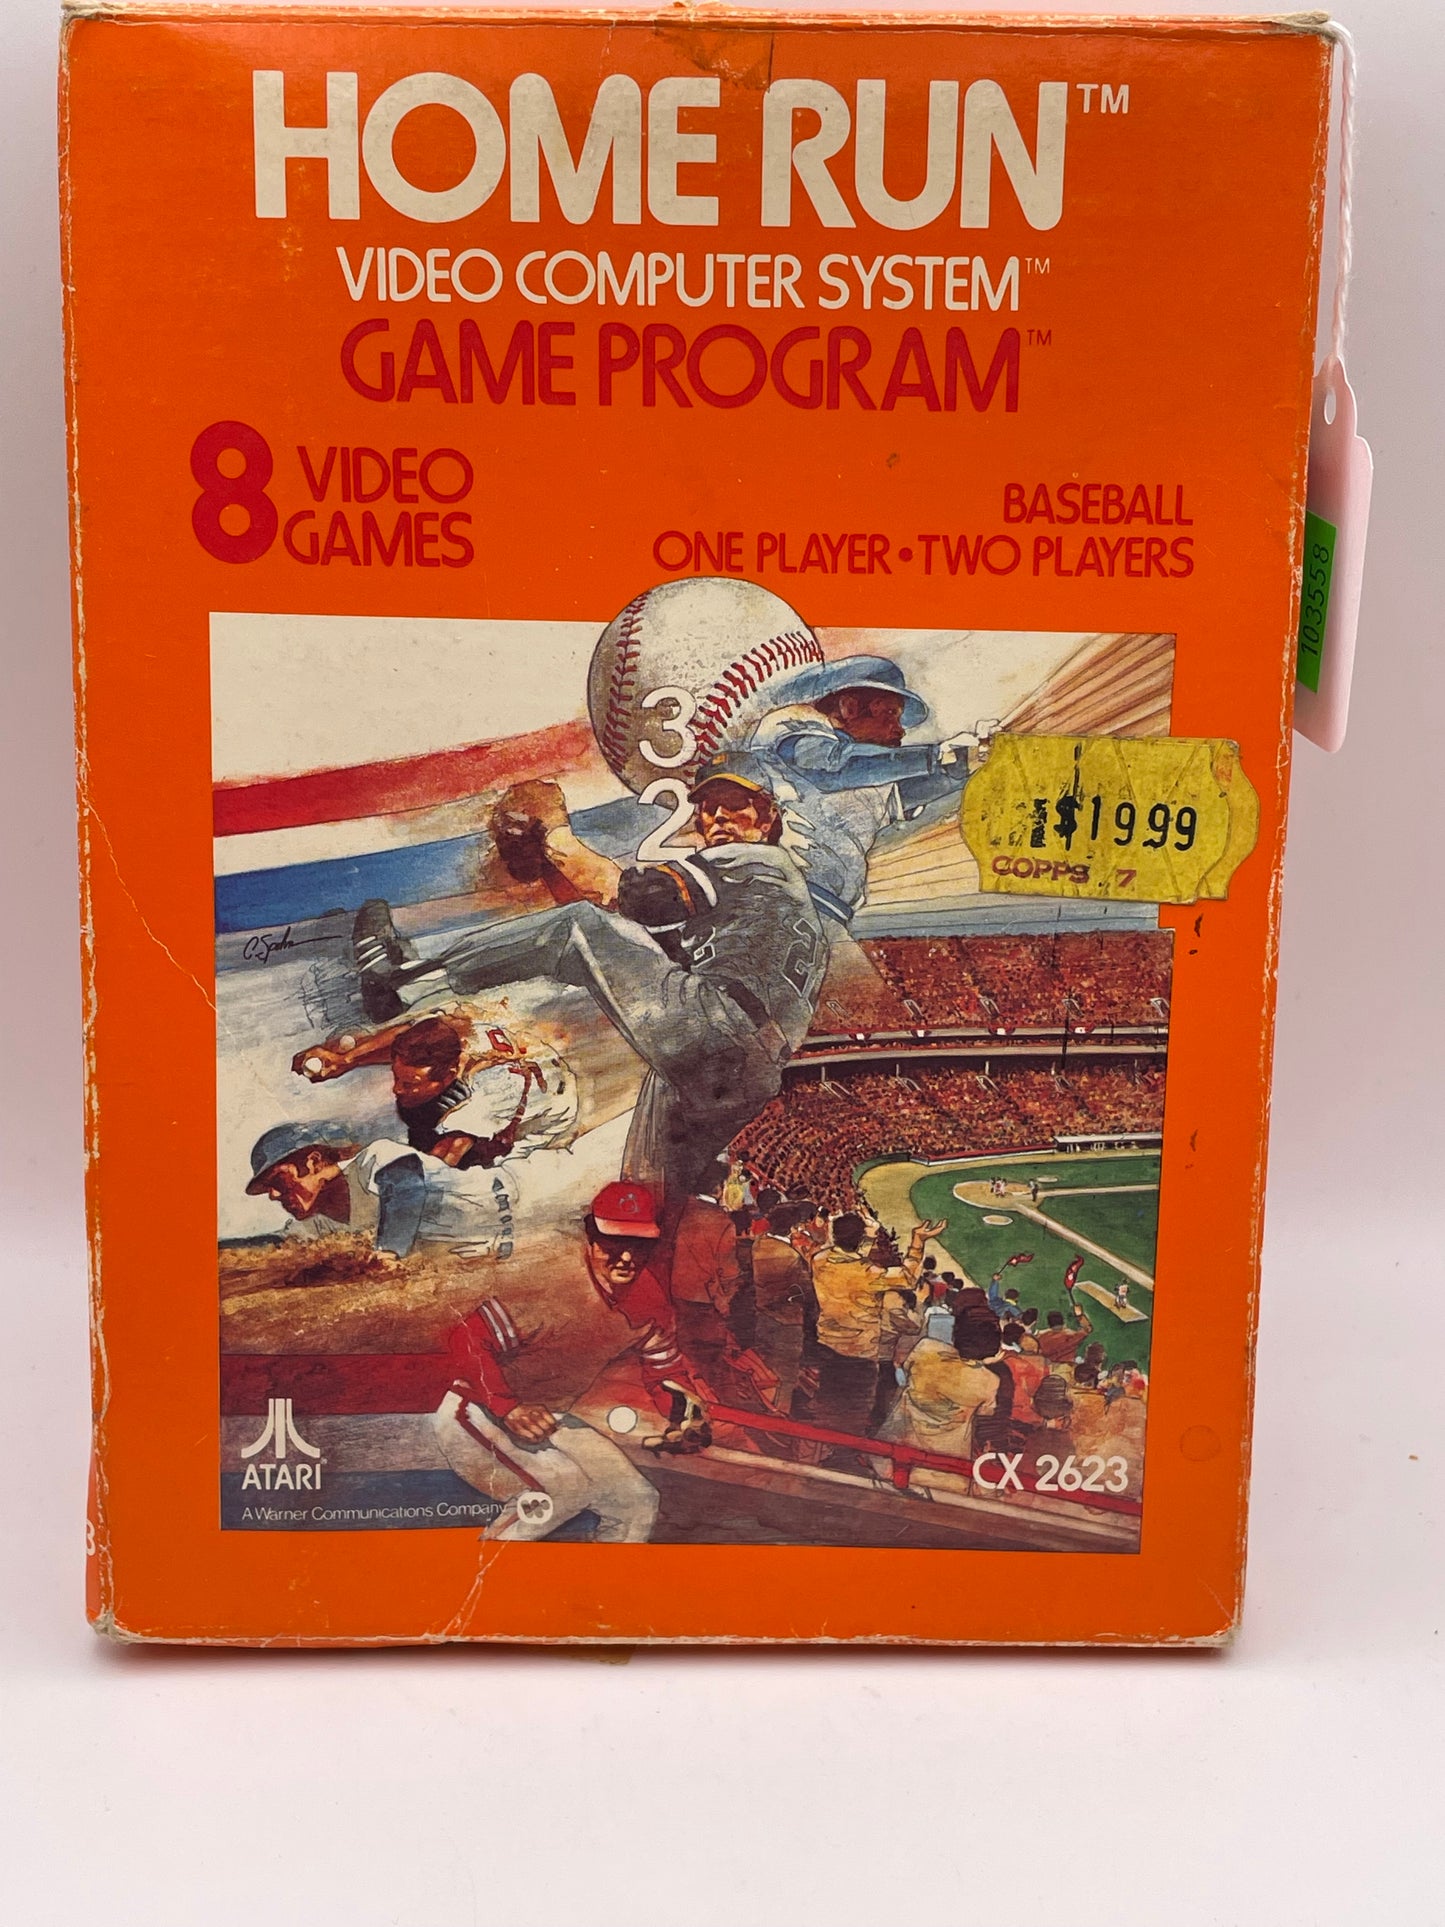 HOME RUN™
VIDEO COMPUTER SYSTEM™
GAME PROGRAM™
8 VIDEO GAMES
BASEBALL
ONE PLAYER • TWO PLAYERS
103558
3
2
$19.99
COPPS 7
2
ATARI®
A Warner Communications Company
CX 2623